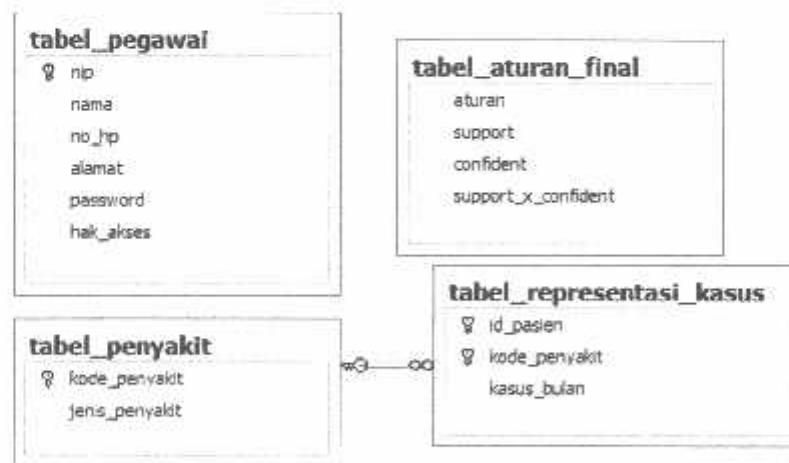 tabel_pegawai
nip
nama
no_hp
alamat
password
hak_akses
tabel_aturan_final
aturan
support
confident
support_x_confident
tabel_penyakit
kode_penyakit
jenis_penyakit
tabel_representasi_kasus
id_pasien
kode_penyakit
kasus_bulan